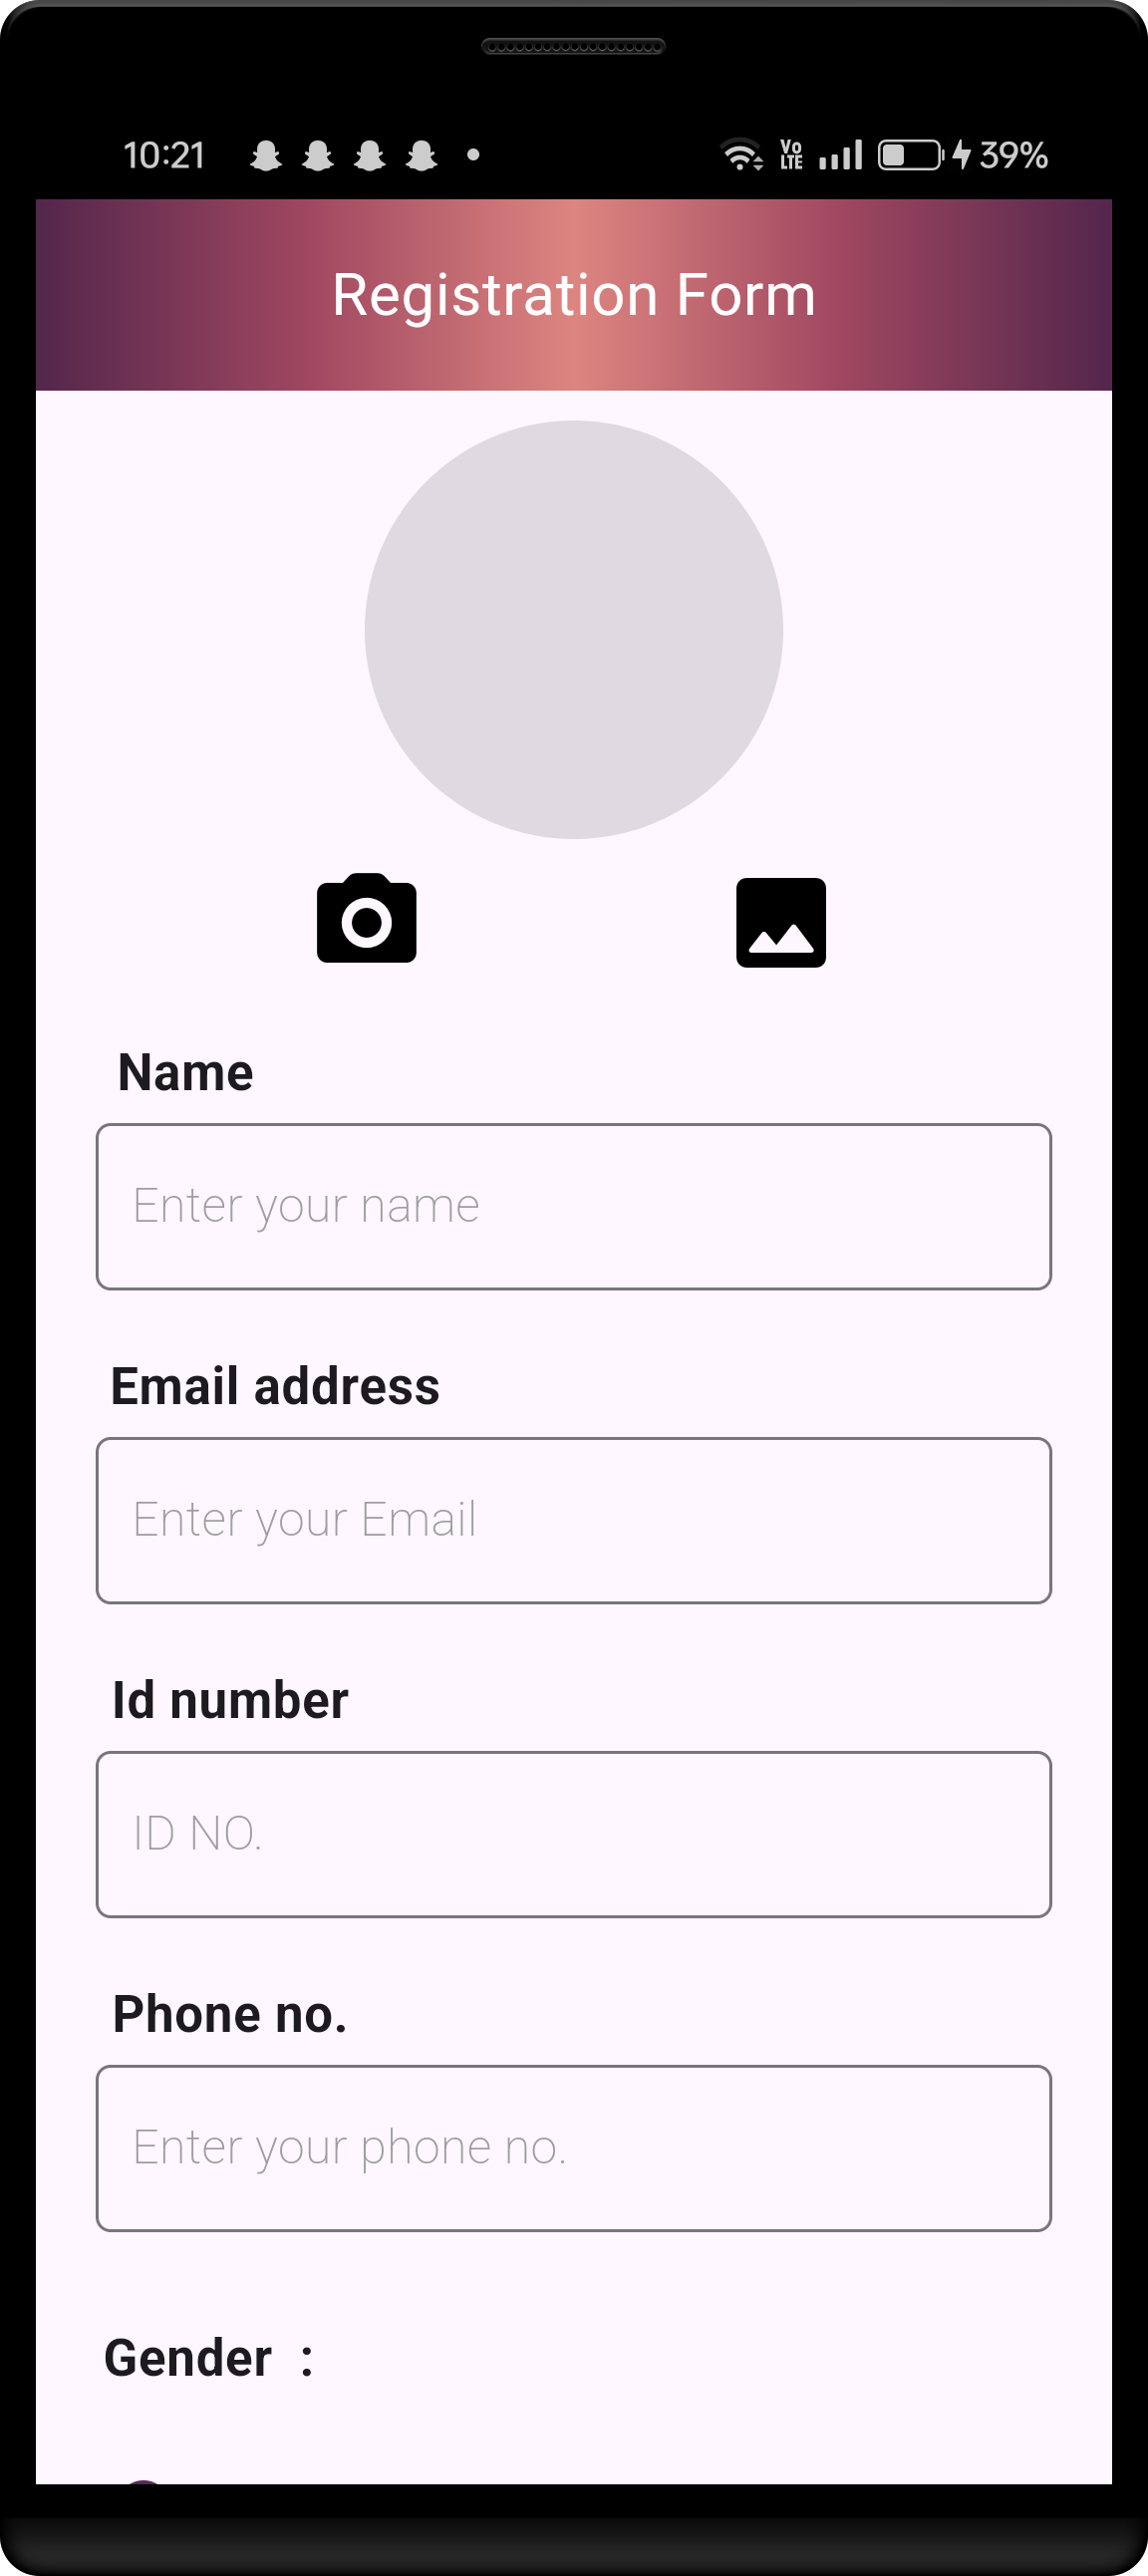 10:21 Vo LTE 39%
Registration Form
Name
Enter your name
Email address
Enter your Email
Id number
ID NO.
Phone no.
Enter your phone no.
Gender :